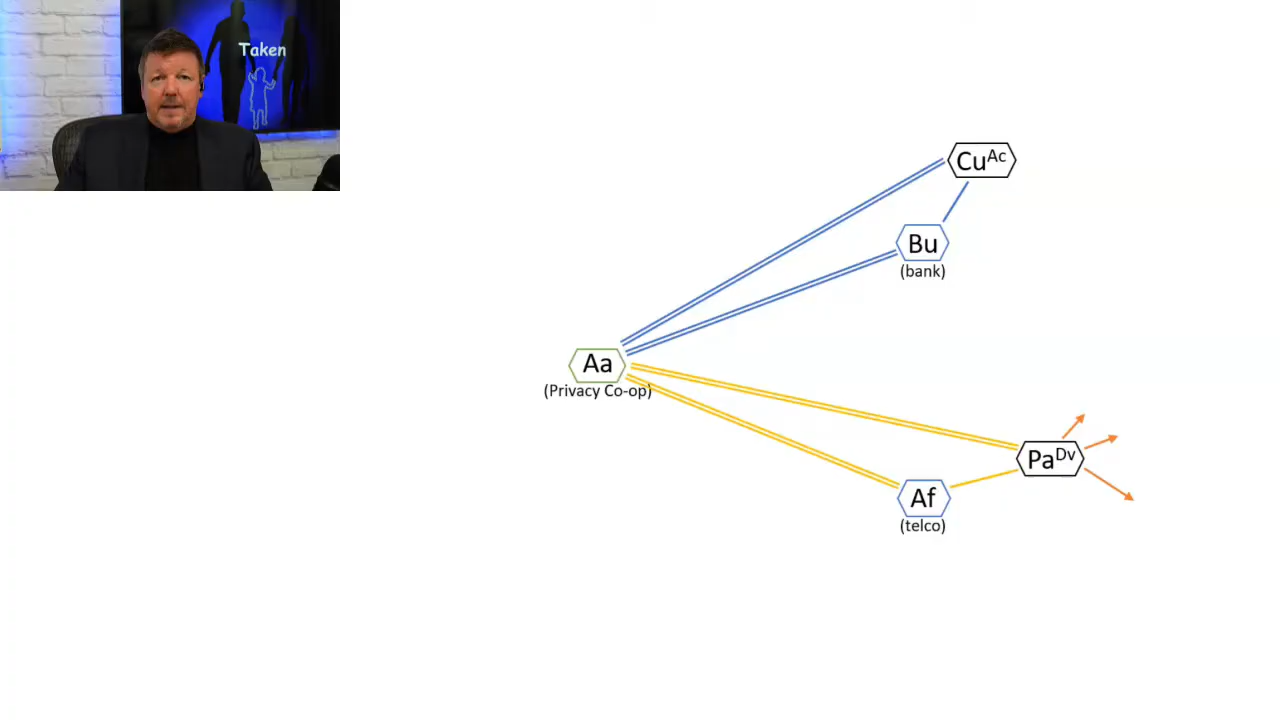 Taken
Cu^Ac
Bu
(bank)
Aa
(Privacy Co-op)
Pa^Dv
Af
(telco)